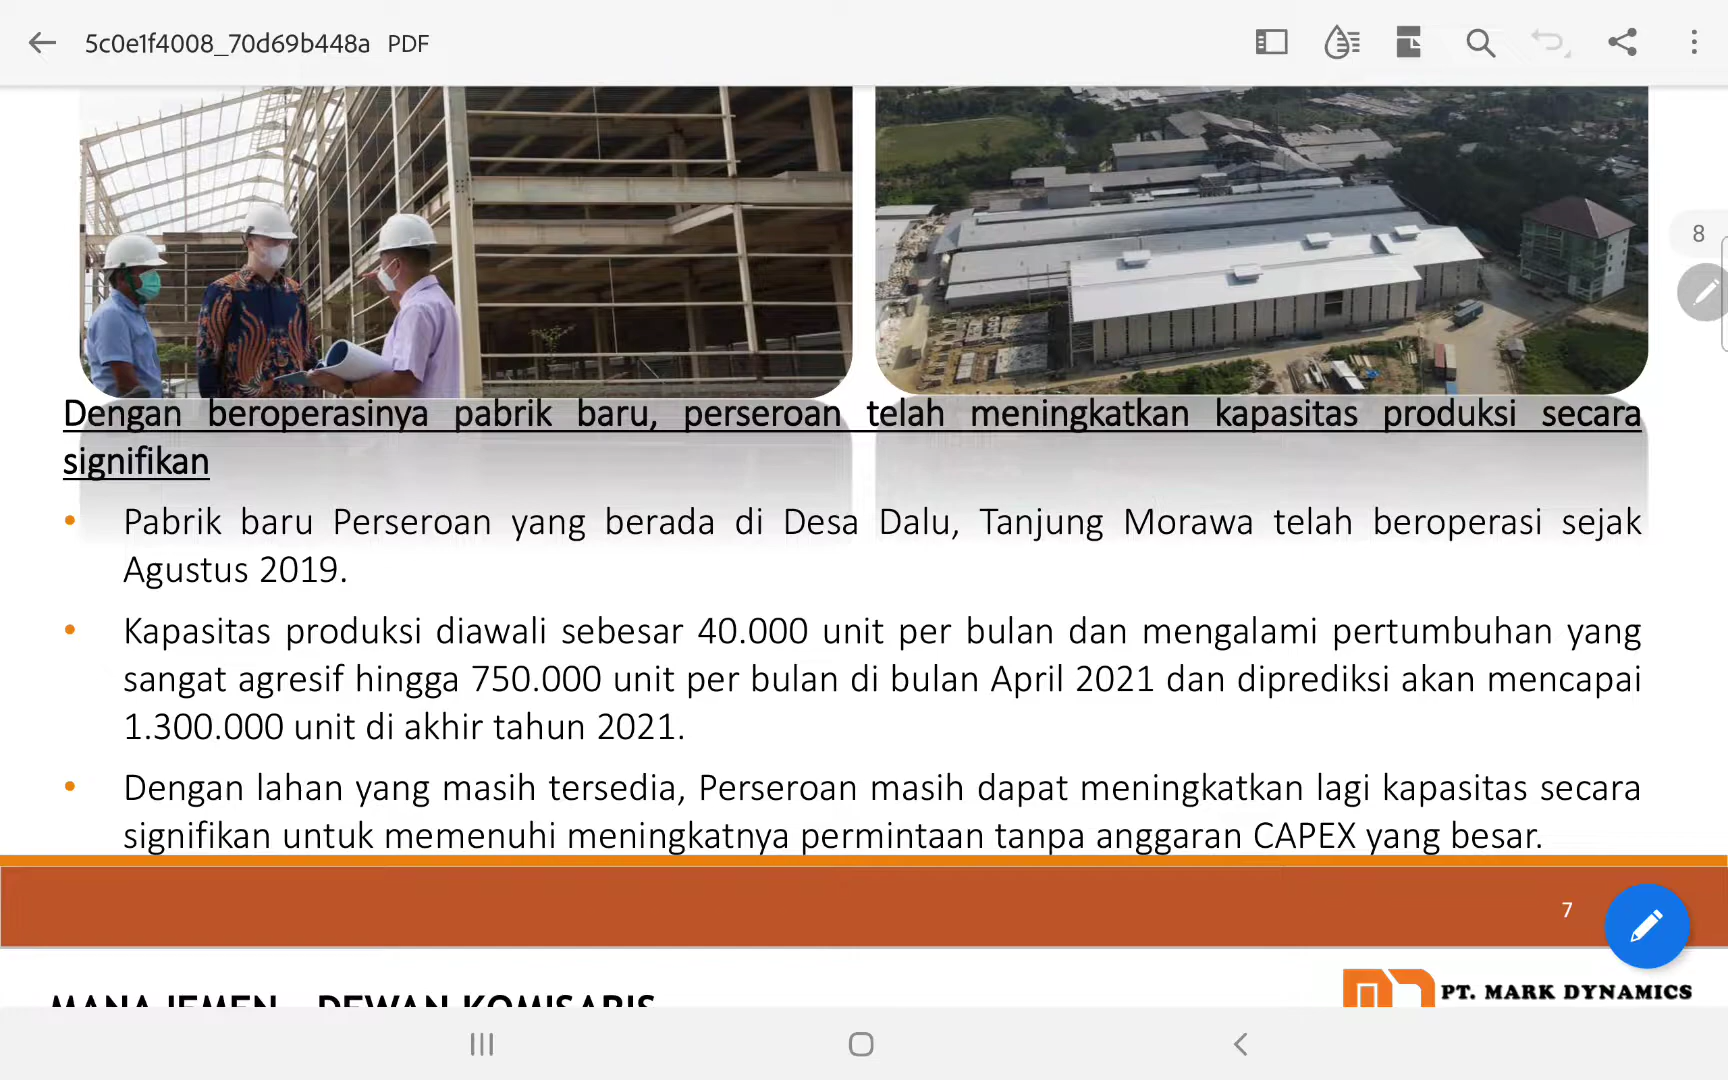 5c0e1f4008_70d69b448a PDF
8
Dengan beroperasinya pabrik baru, perseroan telah meningkatkan kapasitas produksi secara
signifikan
• Pabrik baru Perseroan yang berada di Desa Dalu, Tanjung Morawa telah beroperasi sejak
Agustus 2019.
• Kapasitas produksi diawali sebesar 40.000 unit per bulan dan mengalami pertumbuhan yang
sangat agresif hingga 750.000 unit per bulan di bulan April 2021 dan diprediksi akan mencapai
1.300.000 unit di akhir tahun 2021.
• Dengan lahan yang masih tersedia, Perseroan masih dapat meningkatkan lagi kapasitas secara
signifikan untuk memenuhi meningkatnya permintaan tanpa anggaran CAPEX yang besar.
7
MANAJEMEN – DEWAN KOMISARIS
PT. MARK DYNAMICS